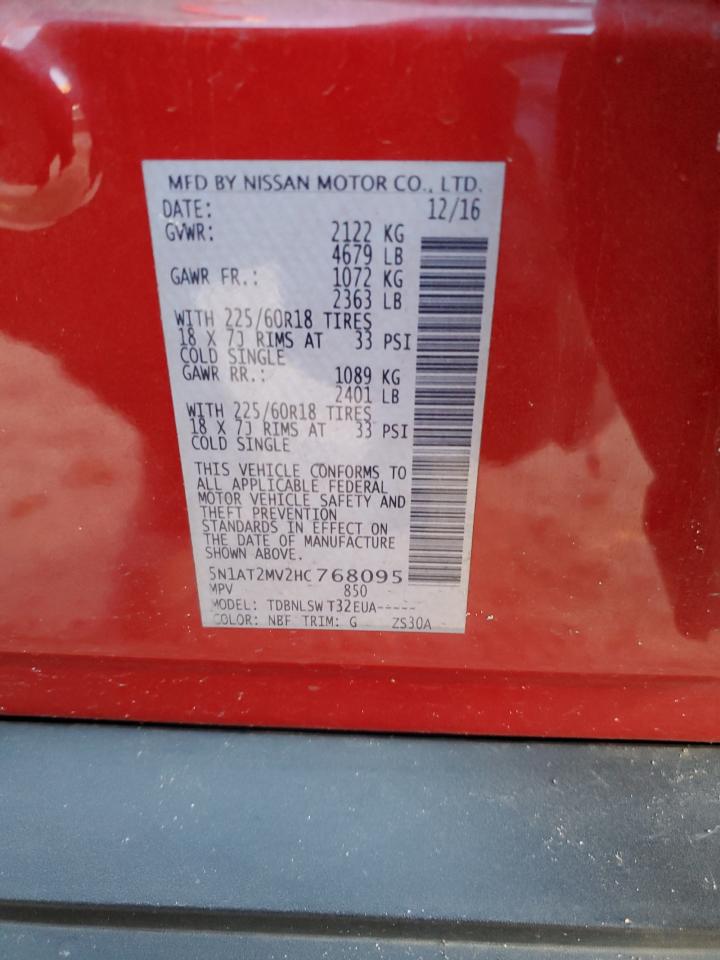 MFD BY NISSAN MOTOR CO., LTD.
DATE: 12/16
GVWR: 2122 KG
4679 LB
GAWR FR.: 1072 KG
2363 LB
WITH 225/60R18 TIRES
18 X 7J RIMS AT 33 PSI
COLD SINGLE
GAWR RR.: 1089 KG
2401 LB
WITH 225/60R18 TIRES
18 X 7J RIMS AT 33 PSI
COLD SINGLE
THIS VEHICLE CONFORMS TO
ALL APPLICABLE FEDERAL
MOTOR VEHICLE SAFETY AND
THEFT PREVENTION
STANDARDS IN EFFECT ON
THE DATE OF MANUFACTURE
SHOWN ABOVE.
5N1AT2MV2HC768095
MPV 850
MODEL: TDBNLSW T32EUA-----
COLOR: NBF TRIM: G ZS30A